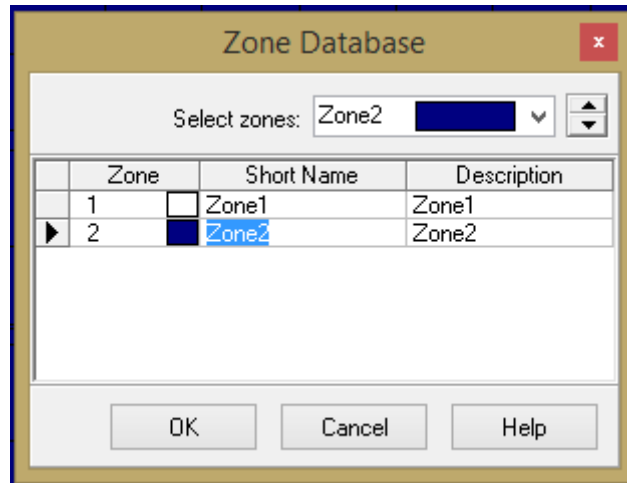 Zone Database
x
Select zones: Zone2
Zone Short Name Description
1 Zone1 Zone1
2 Zone2 Zone2
OK Cancel Help